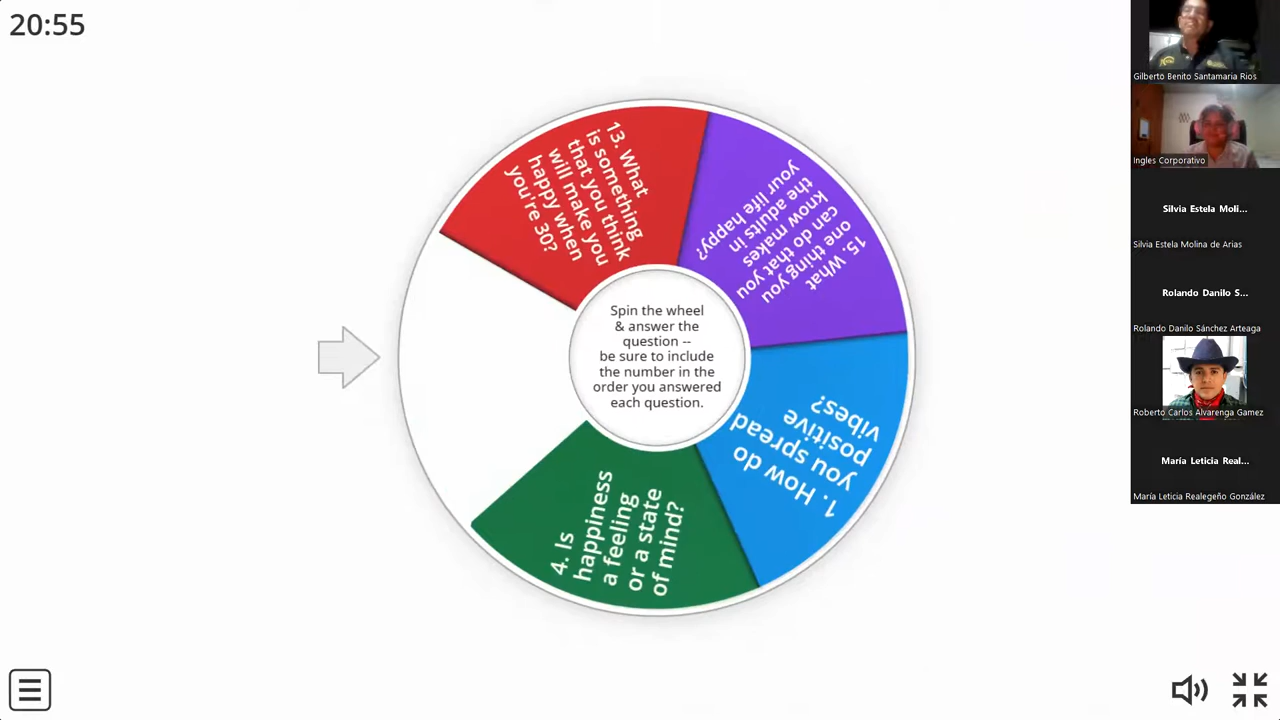 20:55
13. What
is something
that you think
will make you
happy when
you're 30?
15. What
one thing you
can do that you
know makes
the adults in
your life happy?
Spin the wheel
& answer the
question --
be sure to include
the number in the
order you answered
each question.
1. How do
you spread
positive
vibes?
4. Is
happiness
a feeling
or a state
of mind?
Gilberto Benito Santamaria Rios
Ingles Corporativo
Silvia Estela Moli...
Silvia Estela Molina de Arias
Rolando Danilo S...
Rolando Danilo Sánchez Arteaga
Roberto Carlos Alvarenga Gamez
María Leticia Real...
María Leticia Realegeño González